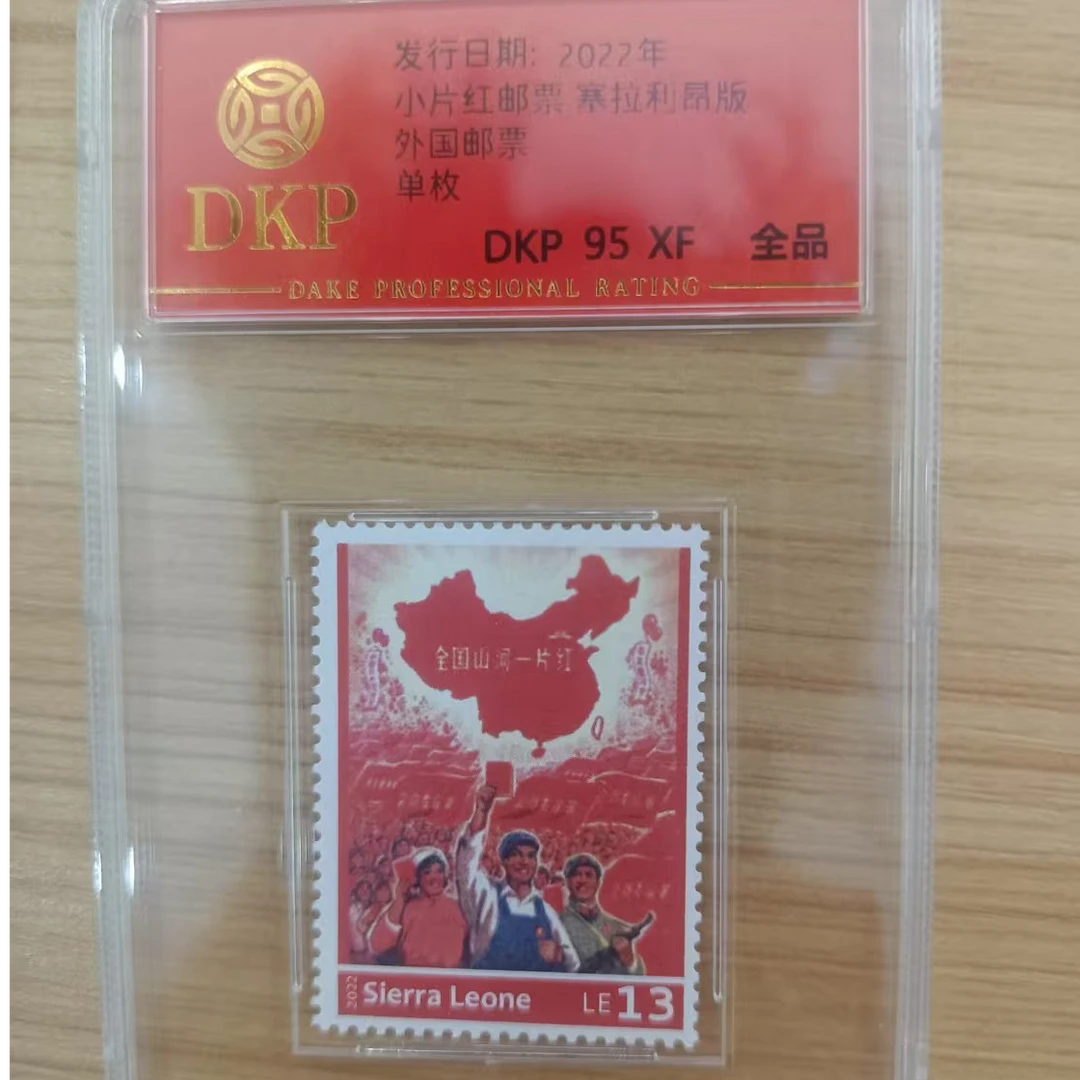 发行日期: 2022年
小片红邮票 塞拉利昂版
外国邮票
单枚
DKP
DKP 95 XF 全品
DAKE PROFESSIONAL RATING
全国山河一片红
2022 Sierra Leone LE 13